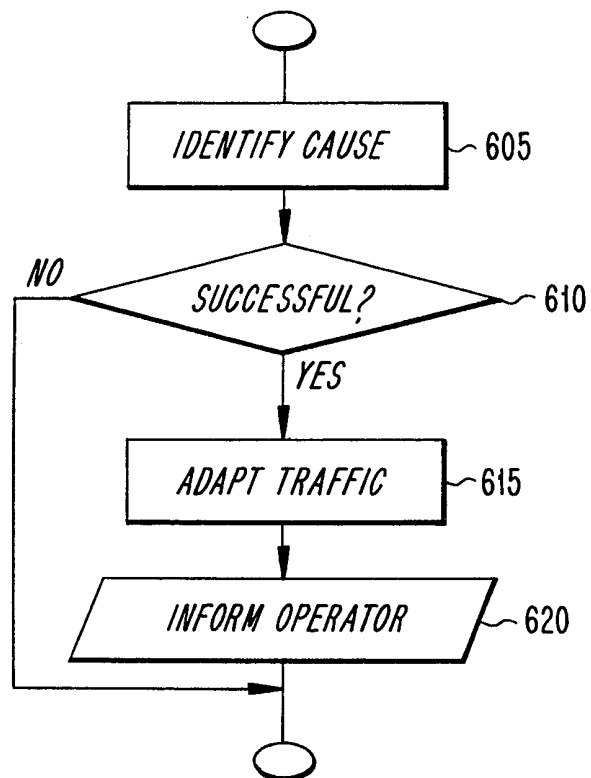 IDENTIFY CAUSE
605
NO
SUCCESSFUL?
610
YES
ADAPT TRAFFIC
615
INFORM OPERATOR
620